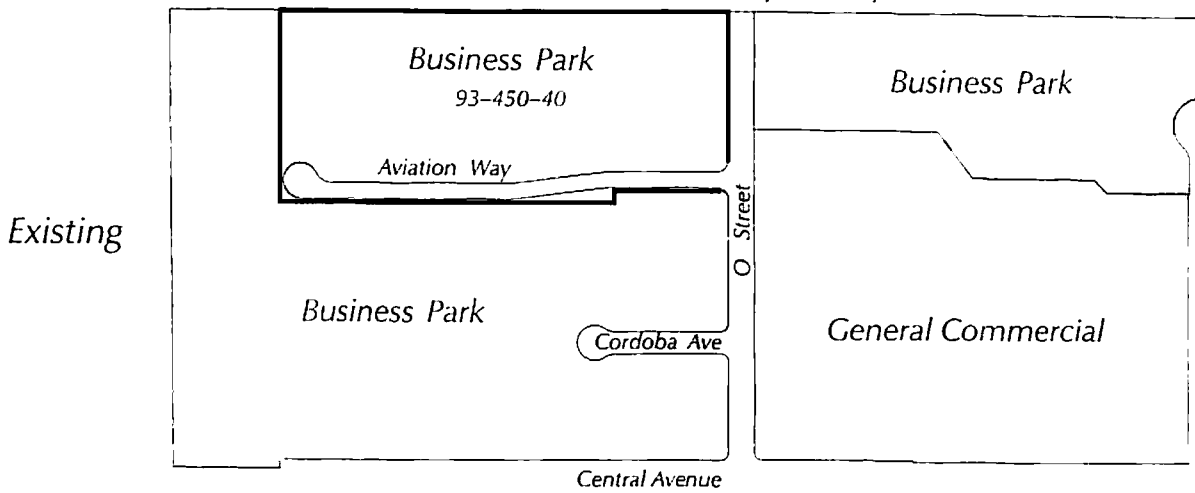 Business Park
93-450-40
Business Park
Aviation Way
Existing
O Street
Business Park
Cordoba Ave
General Commercial
Central Avenue